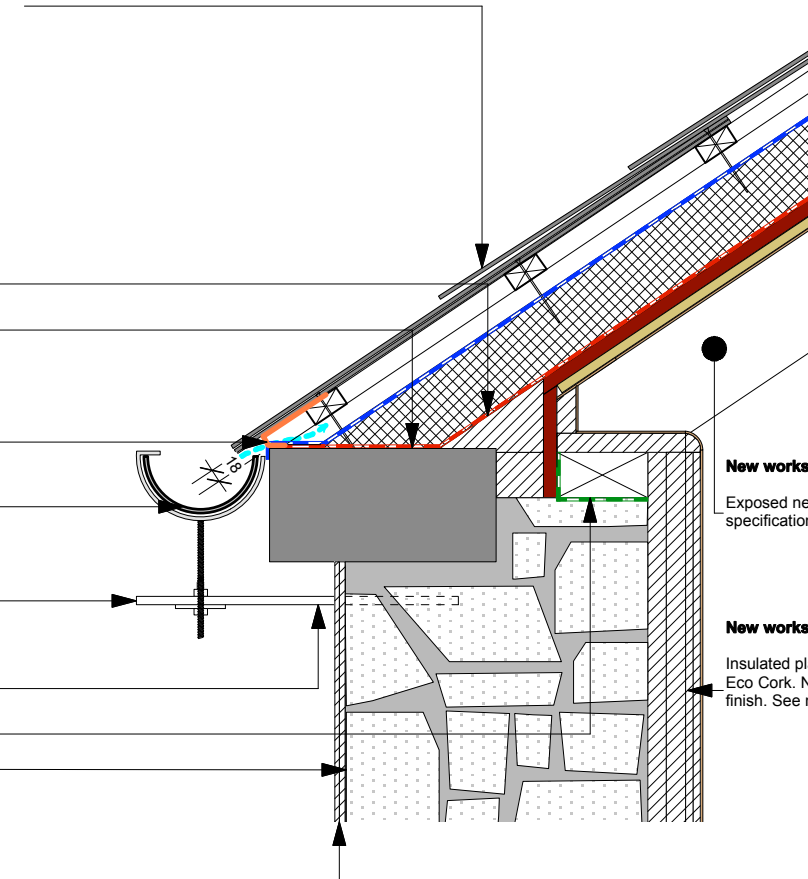 18
New works
Exposed ne
specification
New works
Insulated pl
Eco Cork. N
finish. See